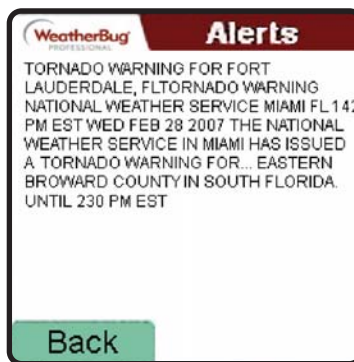 WeatherBug®
PROFESSIONAL
Alerts
TORNADO WARNING FOR FORT
LAUDERDALE, FLTORNADO WARNING
NATIONAL WEATHER SERVICE MIAMI FL 142
PM EST WED FEB 28 2007 THE NATIONAL
WEATHER SERVICE IN MIAMI HAS ISSUED
A TORNADO WARNING FOR... EASTERN
BROWARD COUNTY IN SOUTH FLORIDA.
UNTIL 230 PM EST
Back